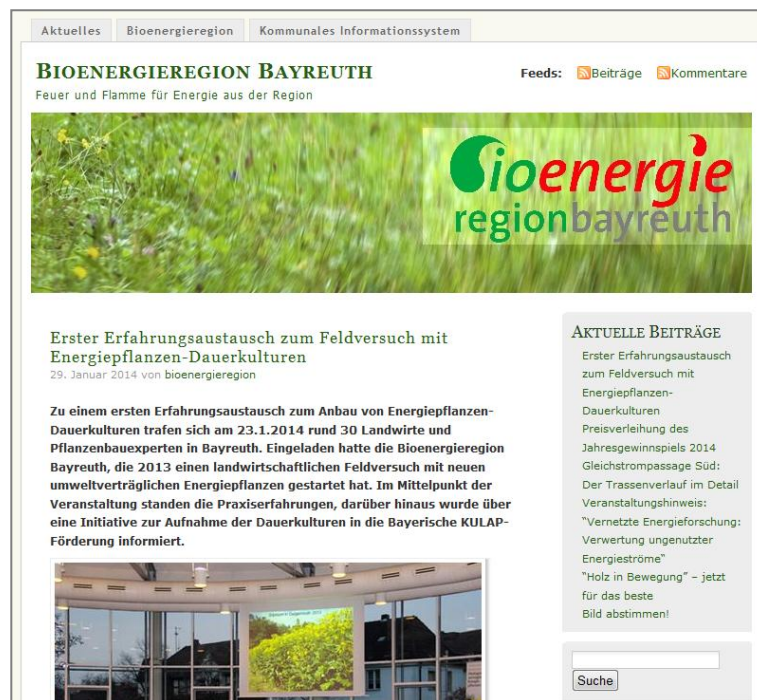 Aktuelles
Bioenergieregion
Kommunales Informationssystem
BIOENERGIEREGION BAYREUTH
Feuer und Flamme für Energie aus der Region
Feeds: Beiträge Kommentare
Bioenergie
regionbayreuth
Erster Erfahrungsaustausch zum Feldversuch mit
Energiepflanzen-Dauerkulturen
29. Januar 2014 von bioenergieregion
Zu einem ersten Erfahrungsaustausch zum Anbau von Energiepflanzen-
Dauerkulturen trafen sich am 23.1.2014 rund 30 Landwirte und
Pflanzenbauexperten in Bayreuth. Eingeladen hatte die Bioenergieregion
Bayreuth, die 2013 einen landwirtschaftlichen Feldversuch mit neuen
umweltverträglichen Energiepflanzen gestartet hat. Im Mittelpunkt der
Veranstaltung standen die Praxiserfahrungen, darüber hinaus wurde über
eine Initiative zur Aufnahme der Dauerkulturen in die Bayerische KULAP-
Förderung informiert.
AKTUELLE BEITRÄGE
Erster Erfahrungsaustausch
zum Feldversuch mit
Energiepflanzen-
Dauerkulturen
Preisverleihung des
Jahresgewinnspiels 2014
Gleichstrompassage Süd:
Der Trassenverlauf im Detail
Veranstaltungshinweis:
"Vernetzte Energieforschung:
Verwertung ungenutzter
Energieströme"
"Holz in Bewegung" – jetzt
für das beste
Bild abstimmen!
Suche